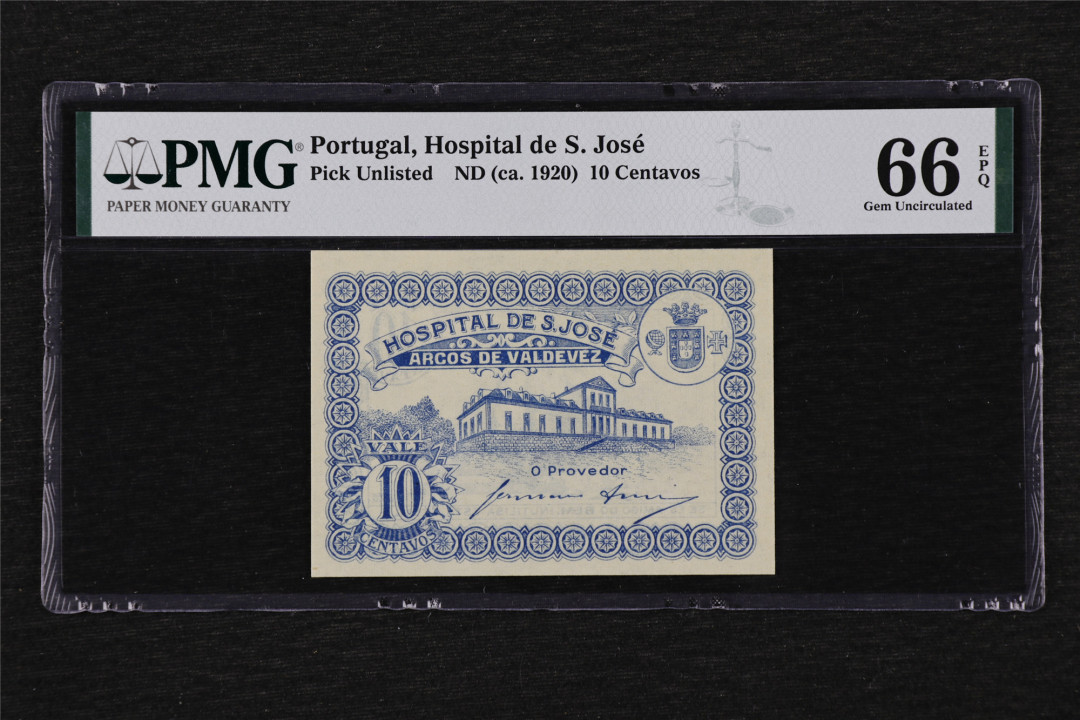 PMG®
PAPER MONEY GUARANTY
Portugal, Hospital de S. José
Pick Unlisted ND (ca. 1920) 10 Centavos
66 EPQ
Gem Uncirculated
HOSPITAL DE S. JOSÉ
ARCOS DE VALDEVEZ
VALE
10
CENTAVOS
O Provedor